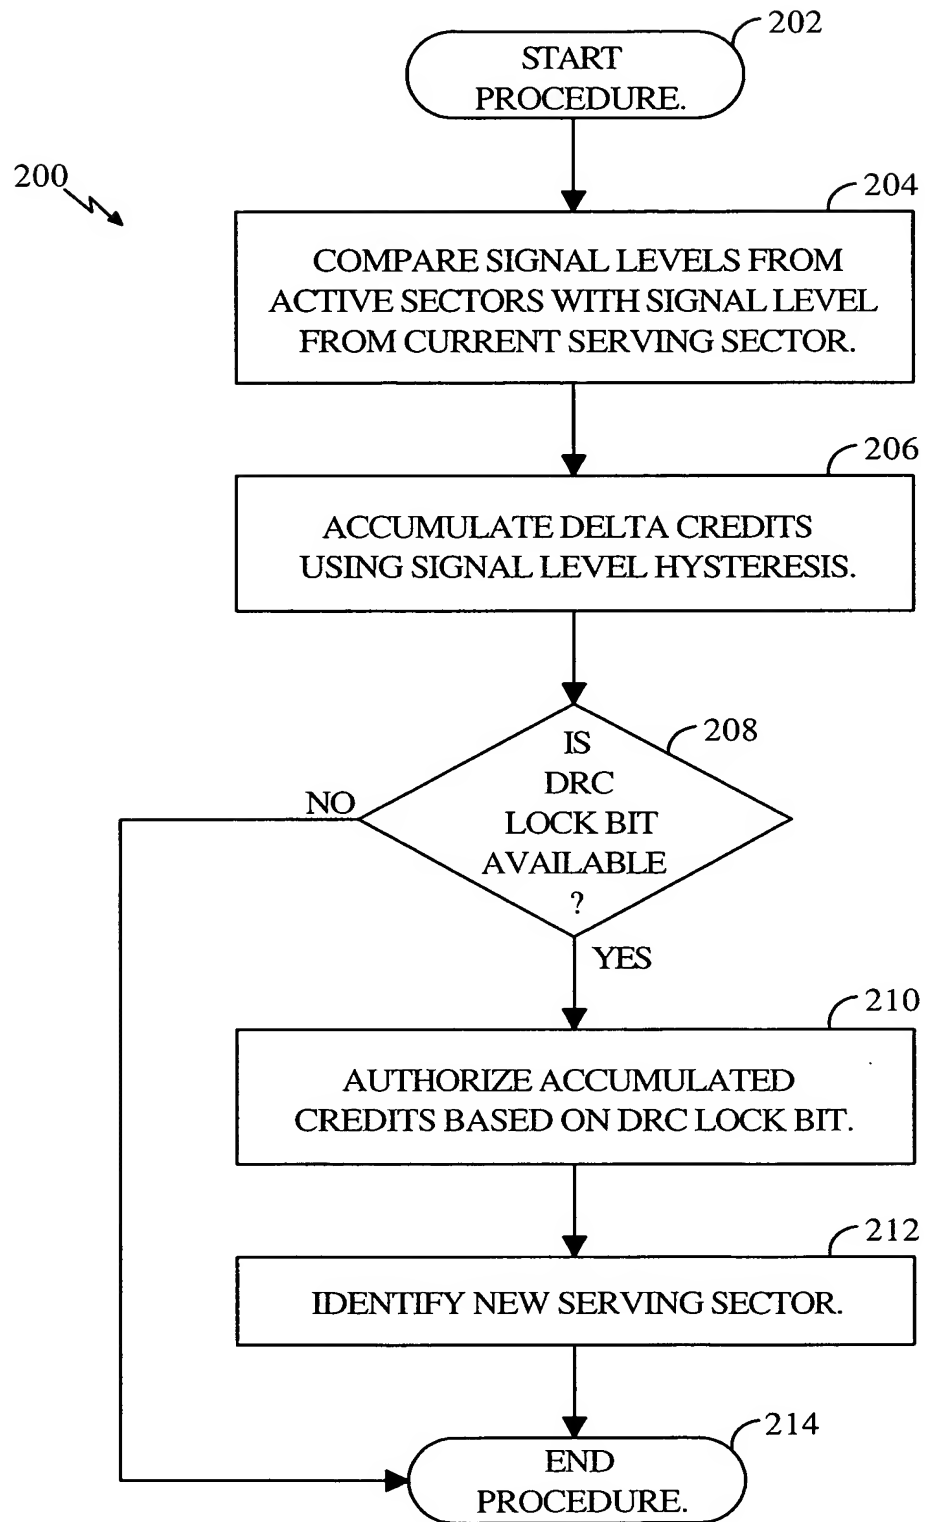 202
START
PROCEDURE.
200
204
COMPARE SIGNAL LEVELS FROM
ACTIVE SECTORS WITH SIGNAL LEVEL
FROM CURRENT SERVING SECTOR.
206
ACCUMULATE DELTA CREDITS
USING SIGNAL LEVEL HYSTERESIS.
208
IS
DRC
LOCK BIT
AVAILABLE
?
NO
YES
210
AUTHORIZE ACCUMULATED
CREDITS BASED ON DRC LOCK BIT.
212
IDENTIFY NEW SERVING SECTOR.
214
END
PROCEDURE.